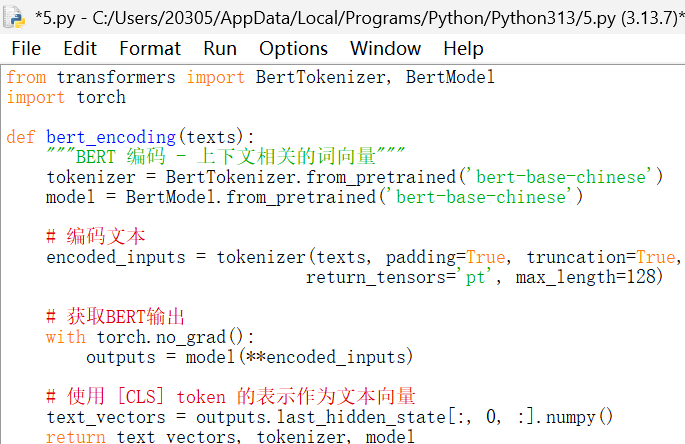 *5.py - C:/Users/20305/AppData/Local/Programs/Python/Python313/5.py (3.13.7)*
File Edit Format Run Options Window Help
from transformers import BertTokenizer, BertModel
import torch
def bert_encoding(texts):
    """BERT 编码 - 上下文相关的词向量"""
    tokenizer = BertTokenizer.from_pretrained('bert-base-chinese')
    model = BertModel.from_pretrained('bert-base-chinese')
    # 编码文本
    encoded_inputs = tokenizer(texts, padding=True, truncation=True,
                              return_tensors='pt', max_length=128)
    # 获取BERT输出
    with torch.no_grad():
        outputs = model(**encoded_inputs)
    # 使用 [CLS] token 的表示作为文本向量
    text_vectors = outputs.last_hidden_state[:, 0, :].numpy()
    return text_vectors, tokenizer, model